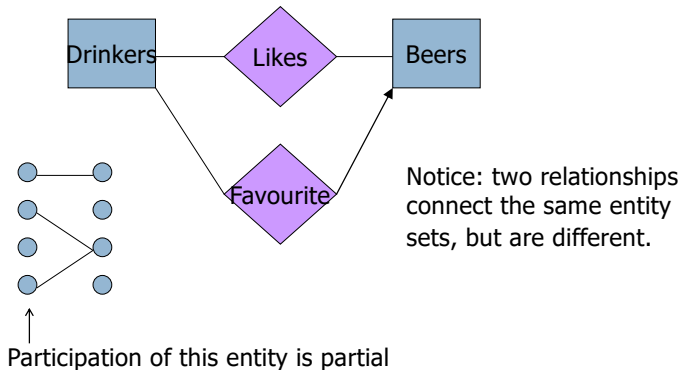 Drinkers
Likes
Beers
Favourite
Notice: two relationships
connect the same entity
sets, but are different.
Participation of this entity is partial